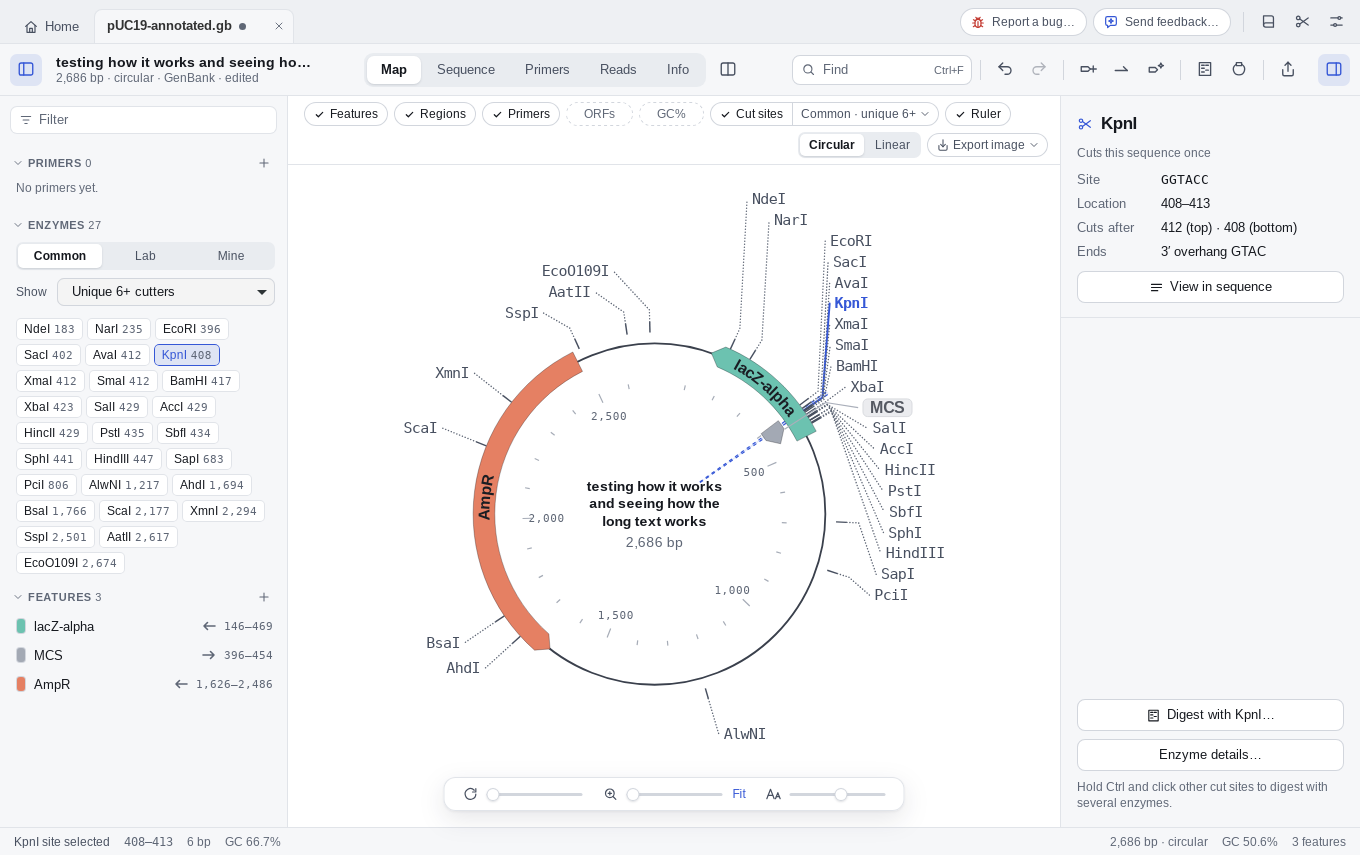 Home
pUC19-annotated.gb
Report a bug…
Send feedback…
testing how it works and seeing ho…
2,686 bp · circular · GenBank · edited
Map Sequence Primers Reads Info
Find Ctrl+F
Filter
PRIMERS 0
No primers yet.
ENZYMES 27
Common Lab Mine
Show Unique 6+ cutters
NdeI 183 NarI 235 EcoRI 396
SacI 402 AvaI 412 KpnI 408
XmaI 412 SmaI 412 BamHI 417
XbaI 423 SalI 429 AccI 429
HincII 429 PstI 435 SbfI 434
SphI 441 HindIII 447 SapI 683
PciI 806 AlwNI 1,217 AhdI 1,694
BsaI 1,766 ScaI 2,177 XmnI 2,294
SspI 2,501 AatII 2,617
EcoO109I 2,674
FEATURES 3
lacZ-alpha 146–469
MCS 396–454
AmpR 1,626–2,486
Features Regions Primers ORFs GC% Cut sites Common · unique 6+ Ruler
Circular Linear Export image
NdeI
NarI
EcoRI
SacI
AvaI
KpnI
XmaI
SmaI
BamHI
XbaI
MCS
SalI
AccI
HincII
PstI
SbfI
SphI
HindIII
SapI
PciI
AlwNI
AhdI
BsaI
ScaI
XmnI
SspI
AatII
EcoO109I
lacZ-alpha
AmpR
500
1,000
1,500
2,000
2,500
testing how it works
and seeing how the
long text works
2,686 bp
Fit
KpnI
Cuts this sequence once
Site GGTACC
Location 408–413
Cuts after 412 (top) · 408 (bottom)
Ends 3′ overhang GTAC
View in sequence
Digest with KpnI…
Enzyme details…
Hold Ctrl and click other cut sites to digest with
several enzymes.
KpnI site selected 408–413 6 bp GC 66.7%
2,686 bp · circular GC 50.6% 3 features